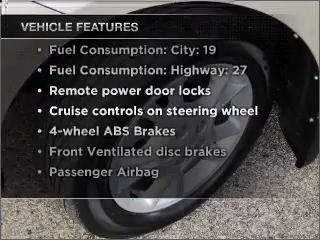 VEHICLE FEATURES
• Fuel Consumption: City: 19
• Fuel Consumption: Highway: 27
• Remote power door locks
• Cruise controls on steering wheel
• 4-wheel ABS Brakes
• Front Ventilated disc brakes
• Passenger Airbag